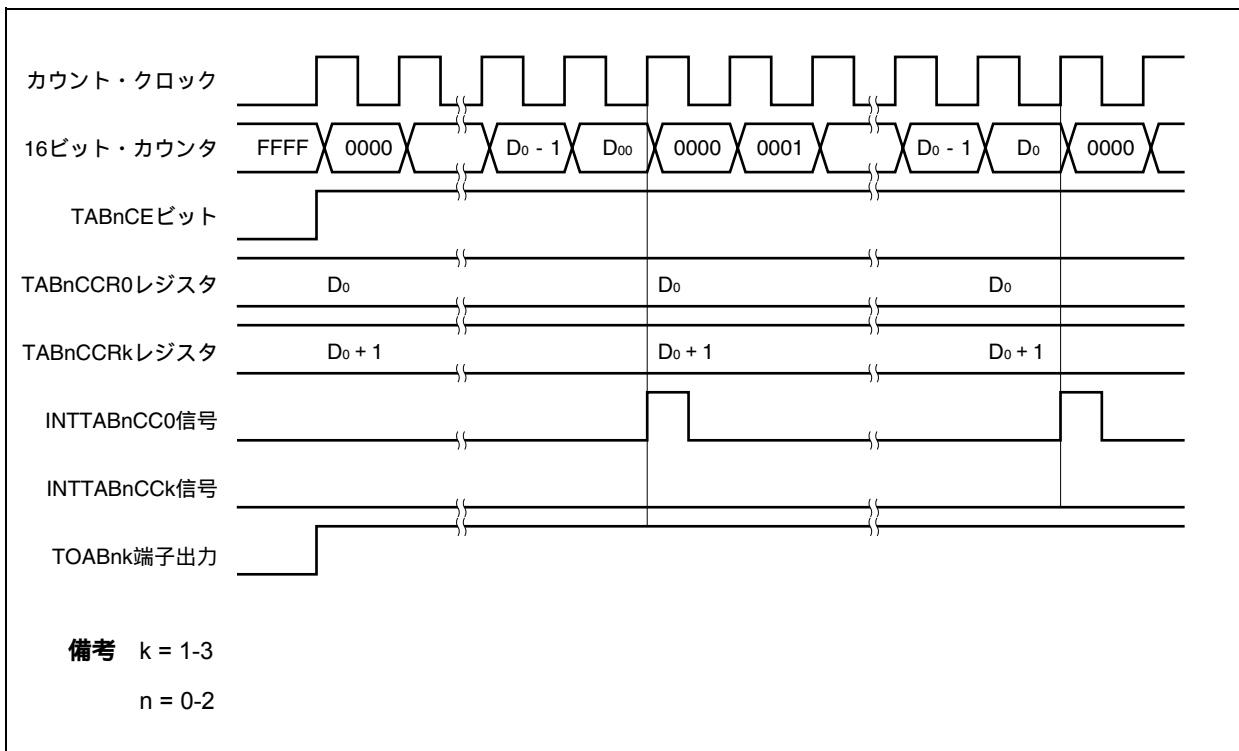 カウント・クロック
16ビット・カウンタ FFFF 0000 D0 - 1 D00 0000 0001 D0 - 1 D0 0000
TABnCEビット
TABnCCR0レジスタ D0 D0 D0
TABnCCRkレジスタ D0 + 1 D0 + 1 D0 + 1
INTTABnCC0信号
INTTABnCCk信号
TOABnk端子出力
備考 k = 1-3
n = 0-2